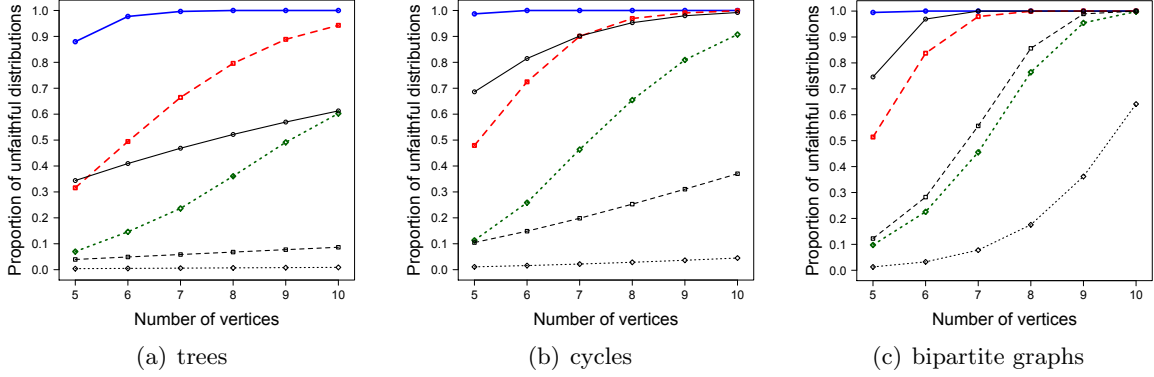 Proportion of unfaithful distributions
1.0
0.9
0.8
0.7
0.6
0.5
0.4
0.3
0.2
0.1
0.0
5 6 7 8 9 10
Number of vertices
(a) trees
Proportion of unfaithful distributions
1.0
0.9
0.8
0.7
0.6
0.5
0.4
0.3
0.2
0.1
0.0
5 6 7 8 9 10
Number of vertices
(b) cycles
Proportion of unfaithful distributions
1.0
0.9
0.8
0.7
0.6
0.5
0.4
0.3
0.2
0.1
0.0
5 6 7 8 9 10
Number of vertices
(c) bipartite graphs